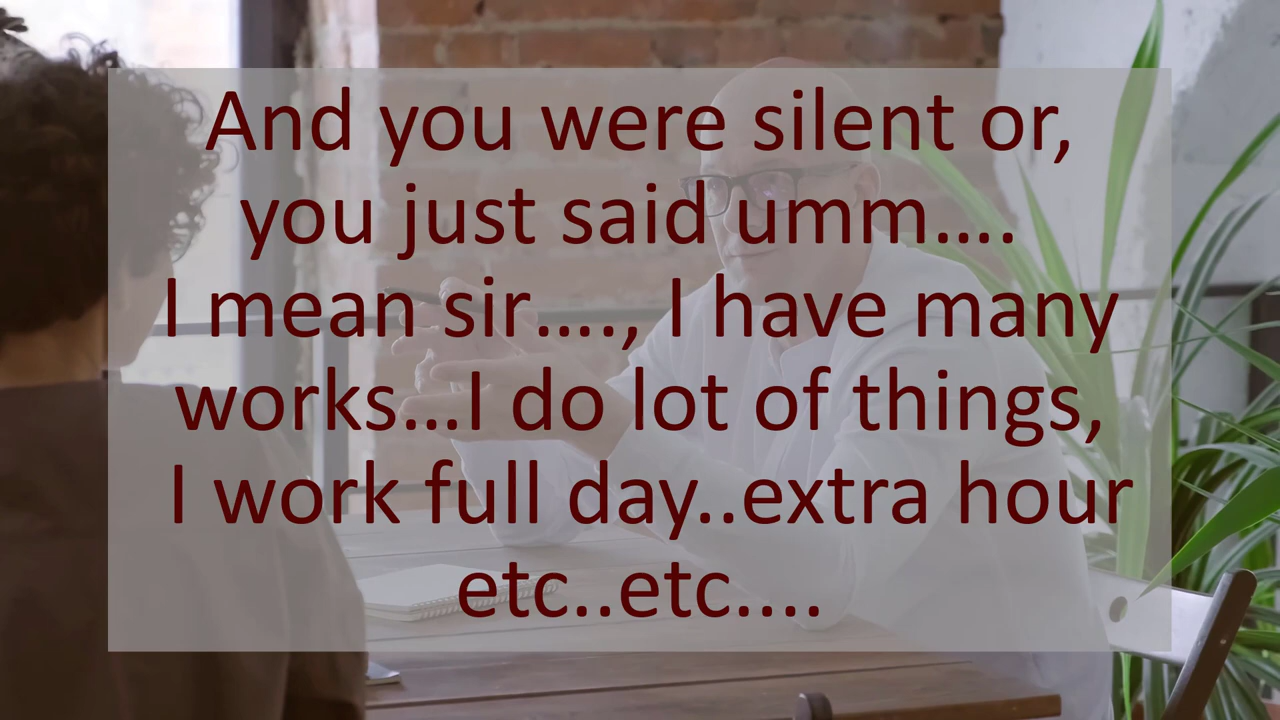 And you were silent or,
you just said umm....
I mean sir...., I have many
works...I do lot of things,
I work full day..extra hour
etc..etc....